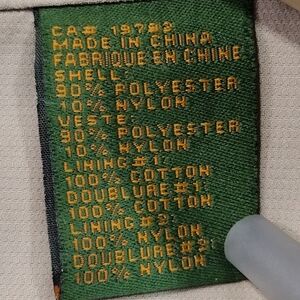 CA# 19792
MADE IN CHINA
FABRIQUE EN CHINE
SHELL:
90% POLYESTER
10% NYLON
VESTE:
90% POLYESTER
10% NYLON
LINING #1:
100% COTTON
DOUBLURE #1:
100% COTTON
LINING #2:
100% NYLON
DOUBLURE #2:
100% NYLON